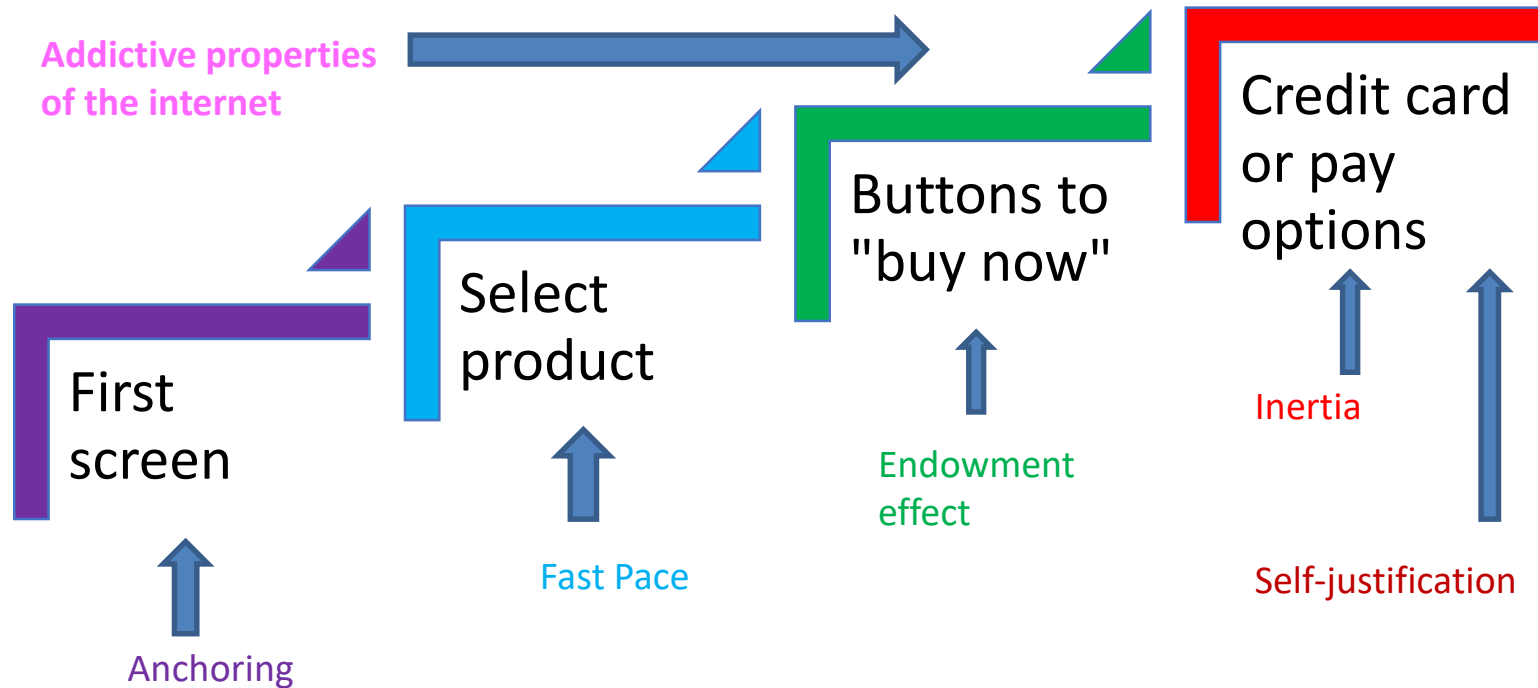 Addictive properties
of the internet
First
screen
Anchoring
Select
product
Fast Pace
Buttons to
"buy now"
Endowment
effect
Credit card
or pay
options
Inertia
Self-justification